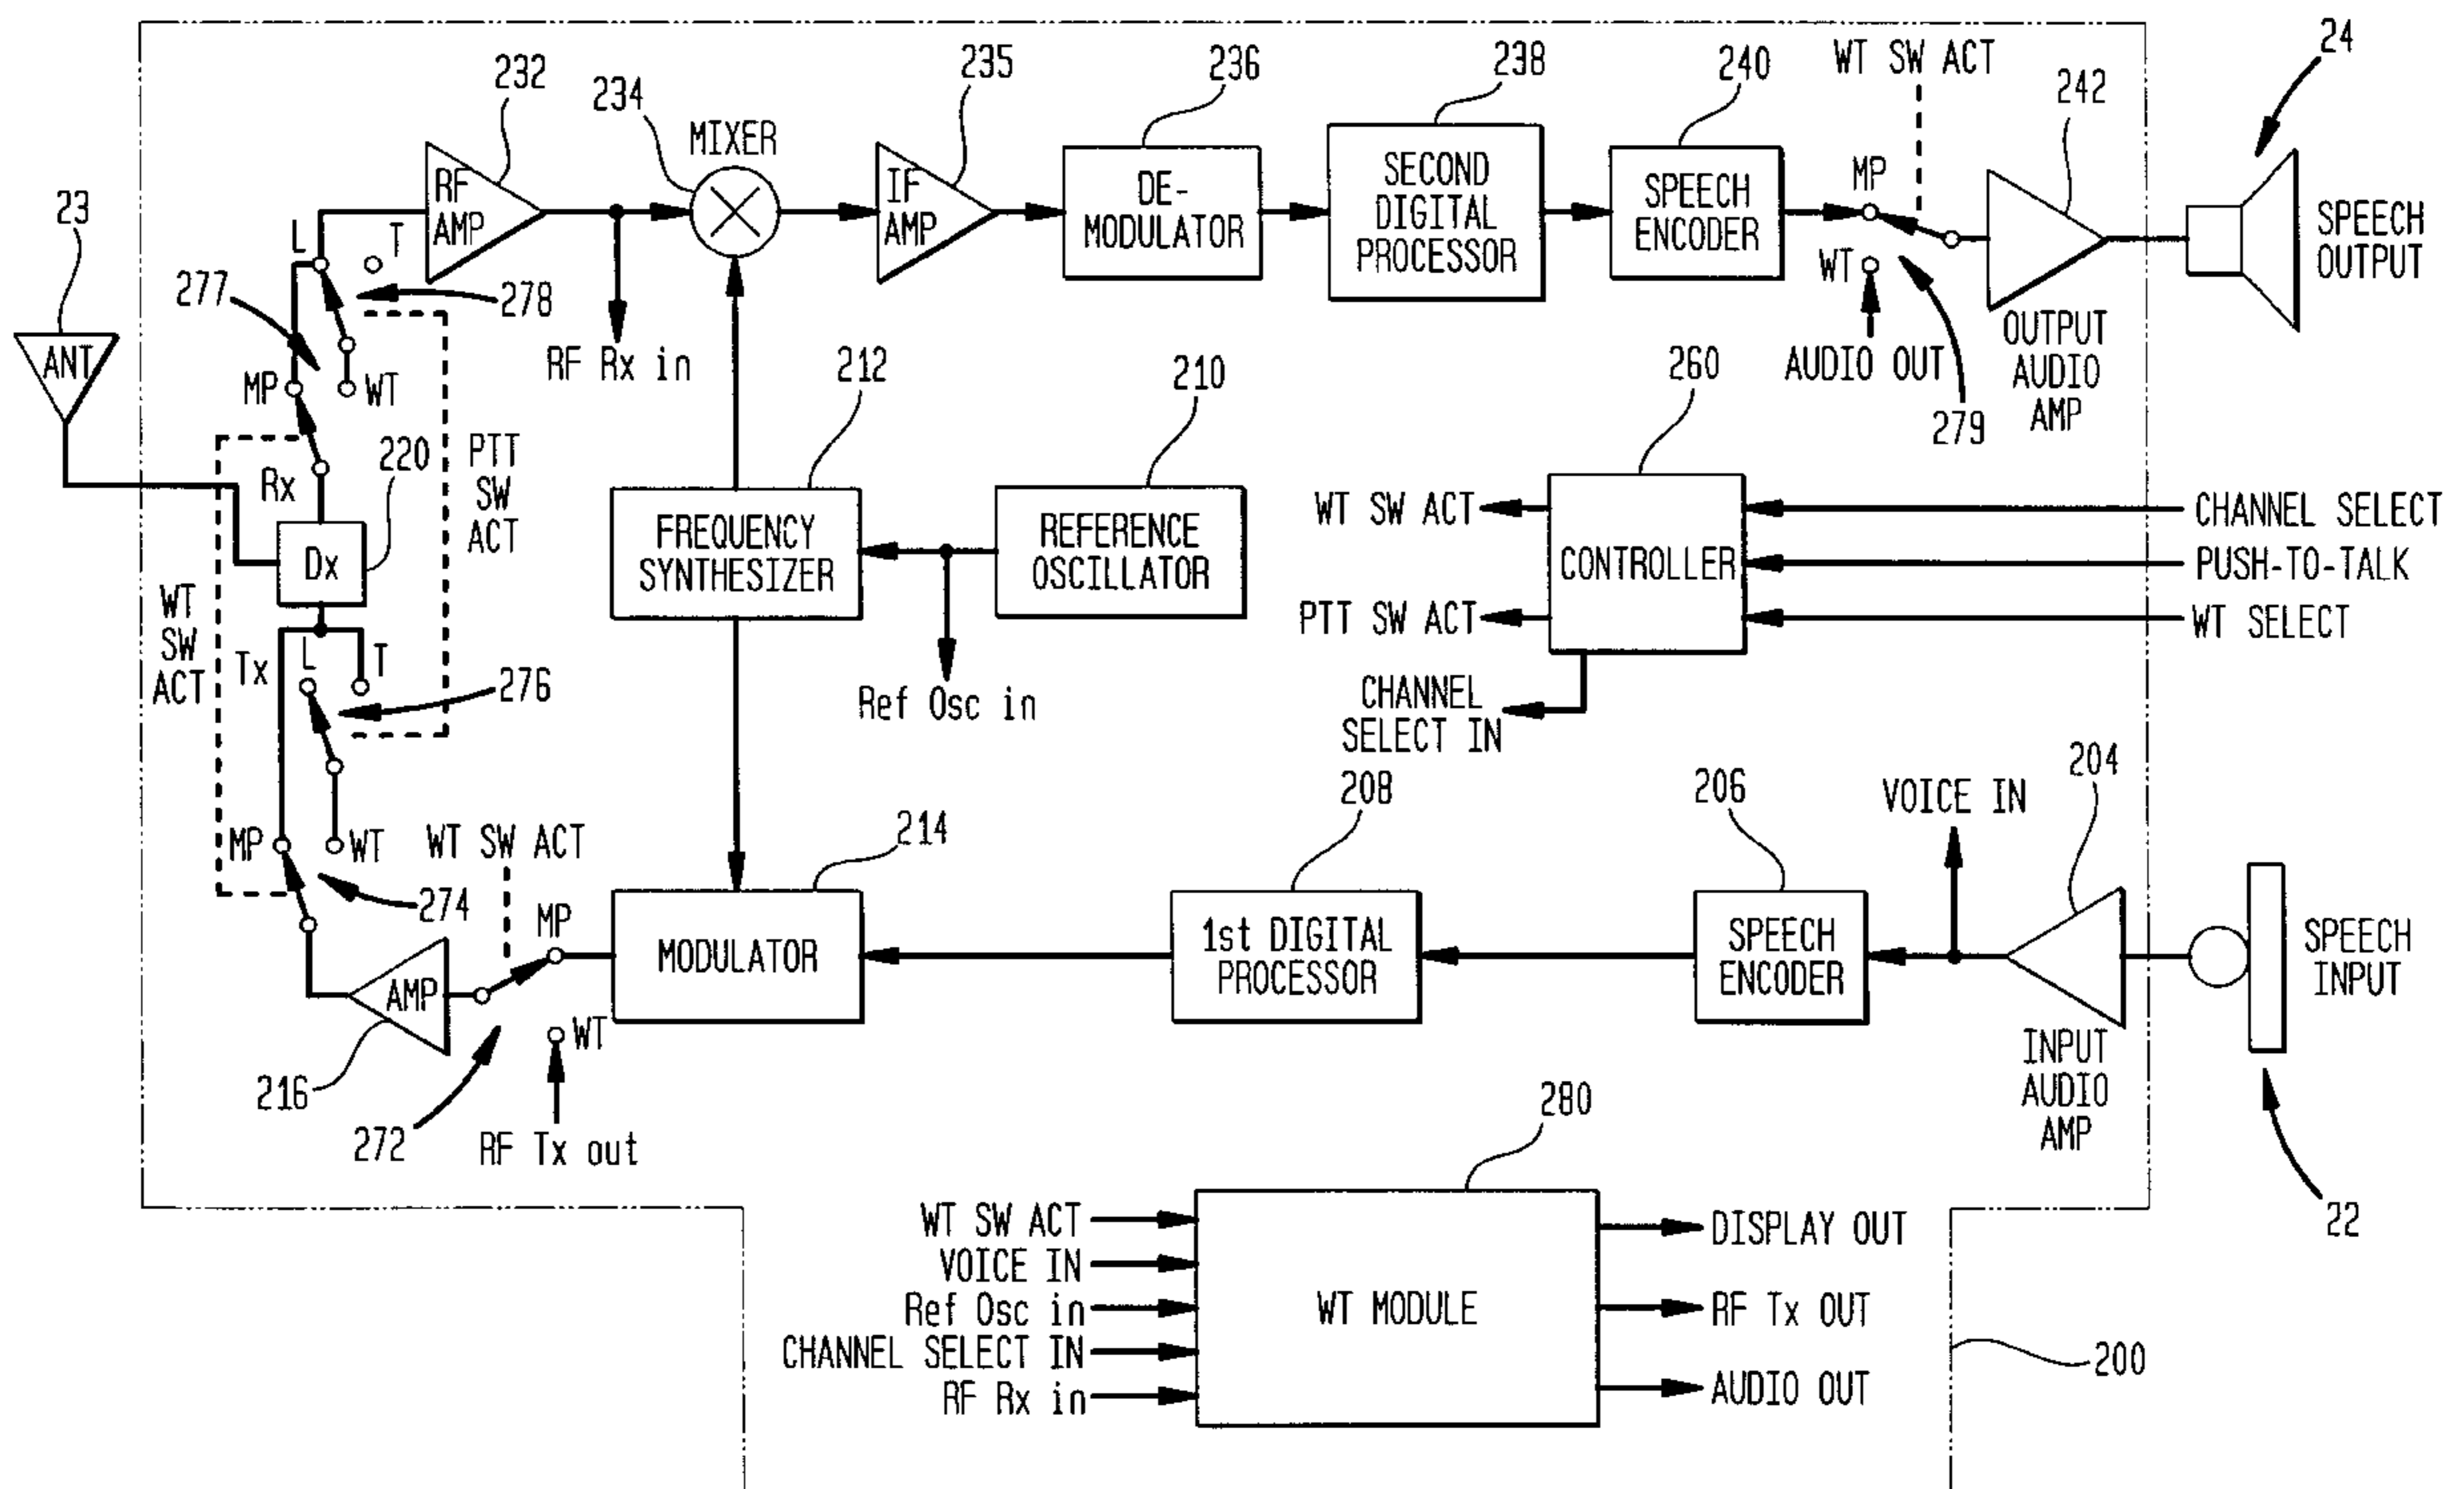 24
232
234
235
236
238
240
WT SW ACT
242
MIXER
23
RF
AMP
IF
AMP
DE-
MODULATOR
SECOND
DIGITAL
PROCESSOR
SPEECH
ENCODER
MP
WT
SPEECH
OUTPUT
L
T
277
278
RF Rx in
212
210
260
AUDIO OUT
279
OUTPUT
AUDIO
AMP
ANT
MP
WT
220
PTT
SW
ACT
Rx
Dx
FREQUENCY
SYNTHESIZER
REFERENCE
OSCILLATOR
WT SW ACT
CONTROLLER
PTT SW ACT
CHANNEL SELECT
PUSH-TO-TALK
WT SELECT
WT
SW
ACT
Tx
L
T
276
Ref Osc in
CHANNEL
SELECT IN
208
206
VOICE IN
204
MP
WT
WT SW ACT
214
274
MP
AMP
MODULATOR
1st DIGITAL
PROCESSOR
SPEECH
ENCODER
SPEECH
INPUT
WT
216
272
RF Tx out
INPUT
AUDIO
AMP
280
22
WT SW ACT
VOICE IN
Ref Osc in
CHANNEL SELECT IN
RF Rx in
WT MODULE
DISPLAY OUT
RF Tx OUT
AUDIO OUT
200